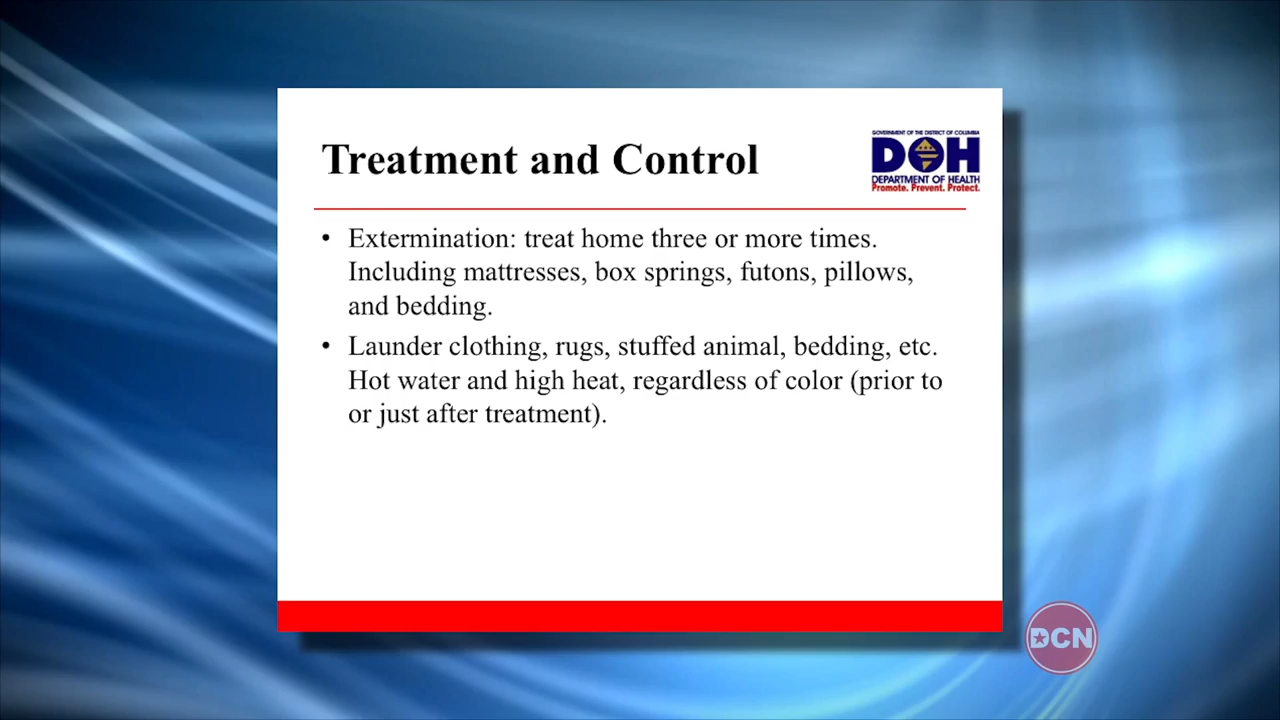 Treatment and Control
GOVERNMENT OF THE DISTRICT OF COLUMBIA
DOH
DEPARTMENT OF HEALTH
Promote. Prevent. Protect.
• Extermination: treat home three or more times.
Including mattresses, box springs, futons, pillows,
and bedding.
• Launder clothing, rugs, stuffed animal, bedding, etc.
Hot water and high heat, regardless of color (prior to
or just after treatment).
DCN